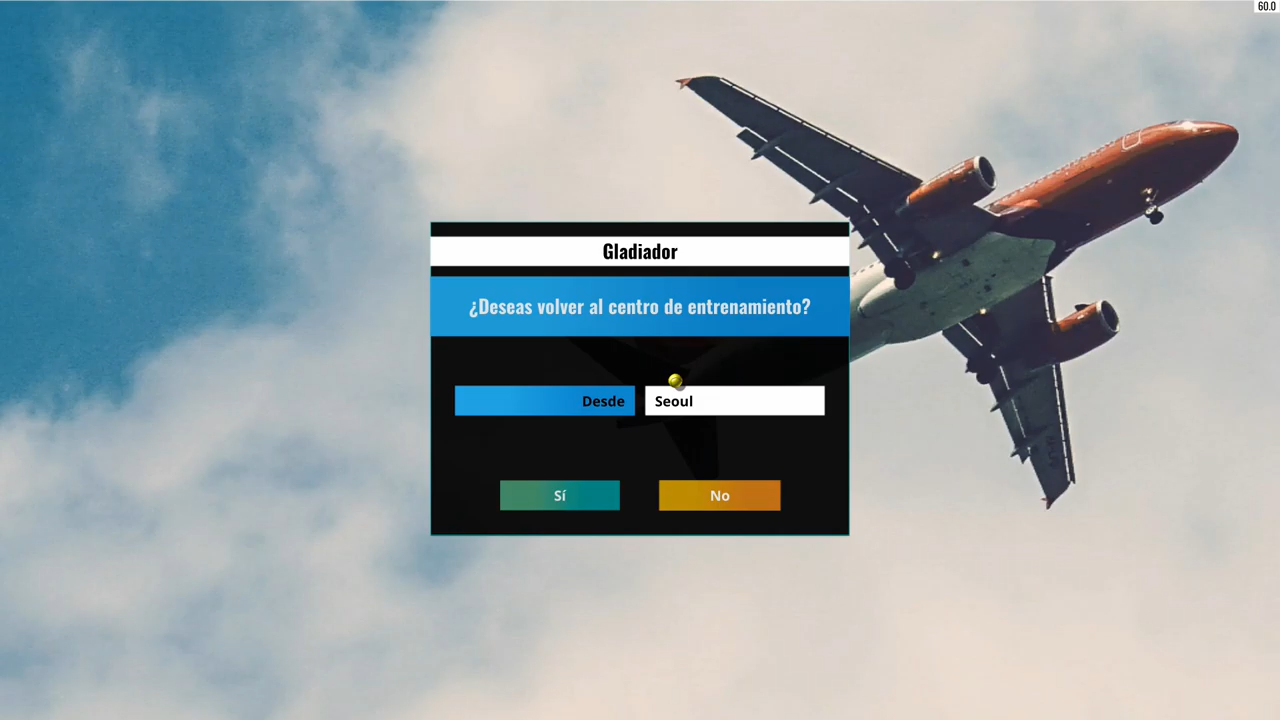 60.0
Gladiador
¿Deseas volver al centro de entrenamiento?
Desde Seoul
Sí No